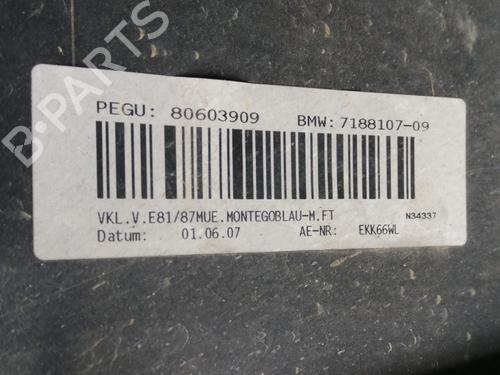 PEGU: 80603909 BMW: 7188107-09
VKL.V.E81/87MUE.MONTEGOBLAU-M.FT N34337
Datum: 01.06.07 AE-NR: EKK66WL
B-PARTS